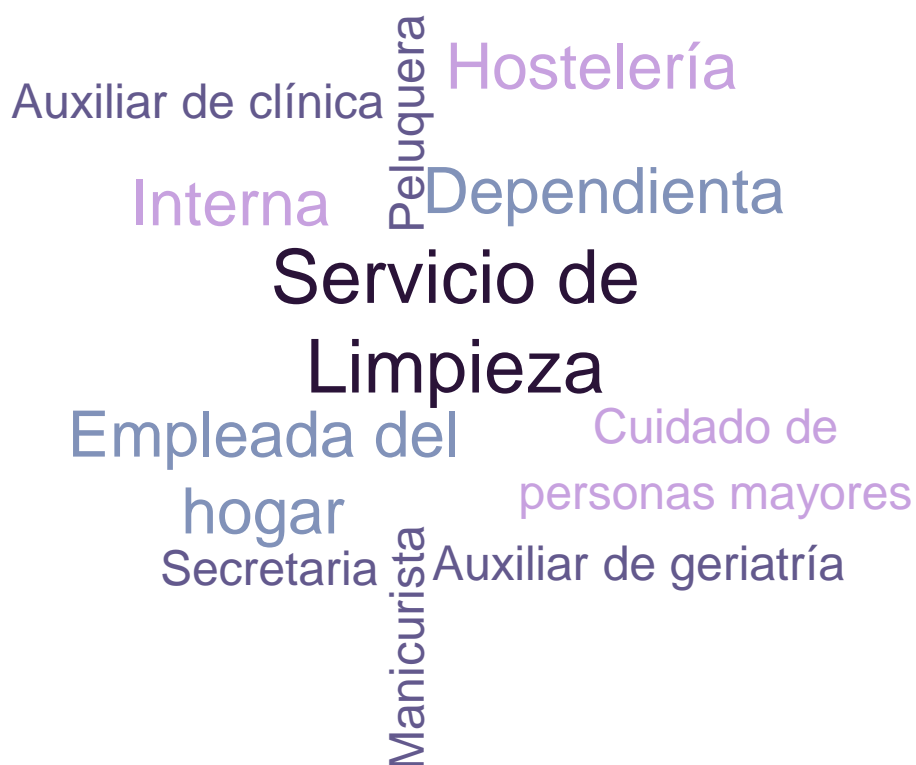 Peluquera
Hostelería
Auxiliar de clínica
Interna
Dependienta
Servicio de
Limpieza
Empleada del
hogar
Cuidado de
personas mayores
Secretaria
Auxiliar de geriatría
Manicurista